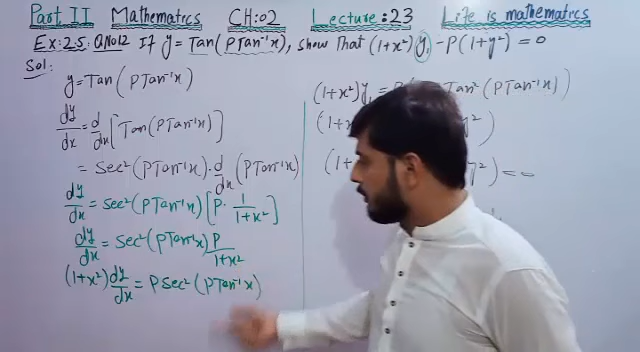 Part II Mathematics CH:02 Lecture:23 Life is mathematics
Ex:2.5: QNo12 If y = Tan(PTan⁻¹x), show That (1+x²) y₁ - P(1+y²) = 0
Sol:
y = Tan(PTan⁻¹x)
dy/dx = d/dx [Tan(PTan⁻¹x)]
= Sec²(PTan⁻¹x) . d/dx (PTan⁻¹x)
dy/dx = Sec²(PTan⁻¹x) [P . 1/1+x²]
dy/dx = Sec²(PTan⁻¹x) P/1+x²
(1+x²) dy/dx = P Sec²(PTan⁻¹x)
(1+x²) y₁ = Tan²(PTan⁻¹x))
(1+x y²)
(1+ y²) = 0